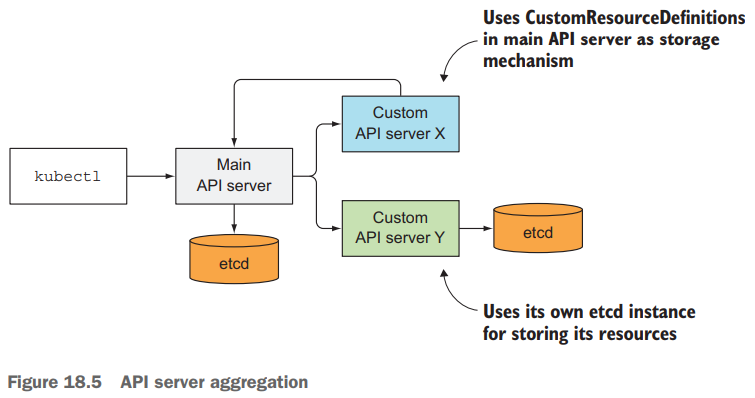 Uses CustomResourceDefinitions
in main API server as storage
mechanism
Custom
API server X
kubectl
Main
API server
Custom
API server Y
etcd
etcd
Uses its own etcd instance
for storing its resources
Figure 18.5 API server aggregation